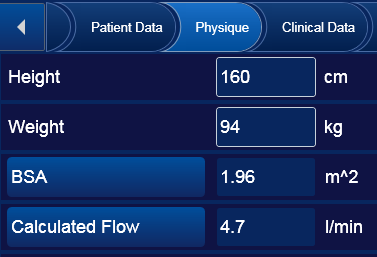 Patient Data Physique Clinical Data
Height 160 cm
Weight 94 kg
BSA 1.96 m^2
Calculated Flow 4.7 l/min